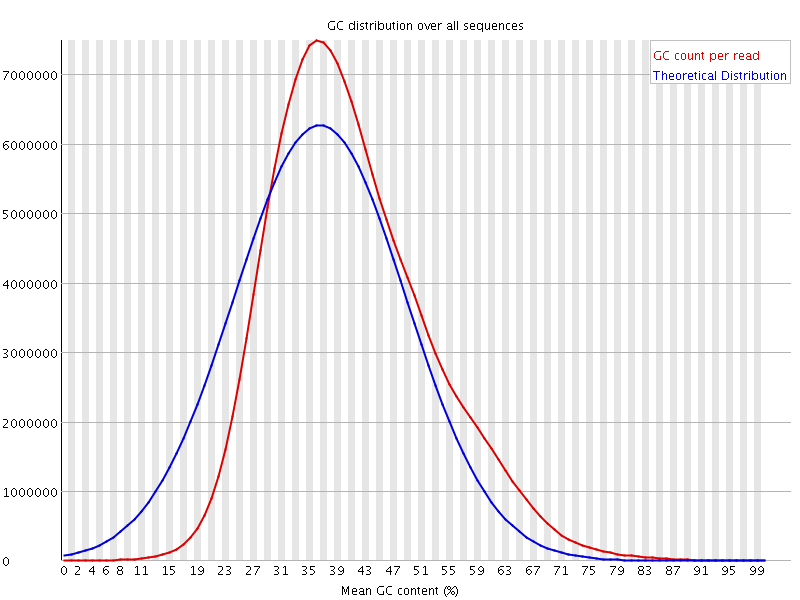 GC distribution over all sequences
GC count per read
Theoretical Distribution
7000000
6000000
5000000
4000000
3000000
2000000
1000000
0
0 2 4 6 8 11 15 19 23 27 31 35 39 43 47 51 55 59 63 67 71 75 79 83 87 91 95 99
Mean GC content (%)